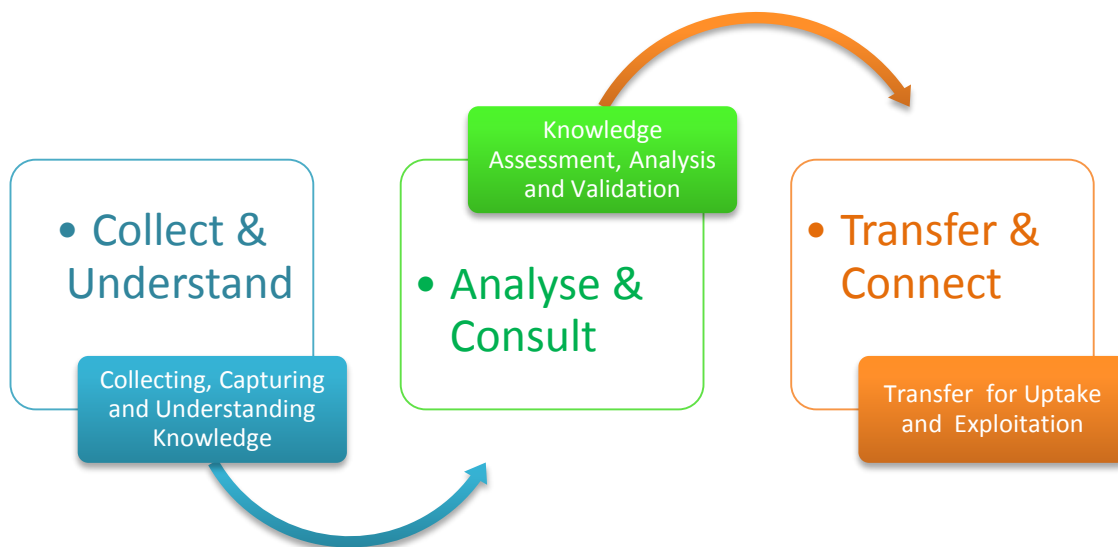 • Collect &
Understand
Collecting, Capturing
and Understanding
Knowledge
Knowledge
Assessment, Analysis
and Validation
• Analyse &
Consult
• Transfer &
Connect
Transfer for Uptake
and Exploitation